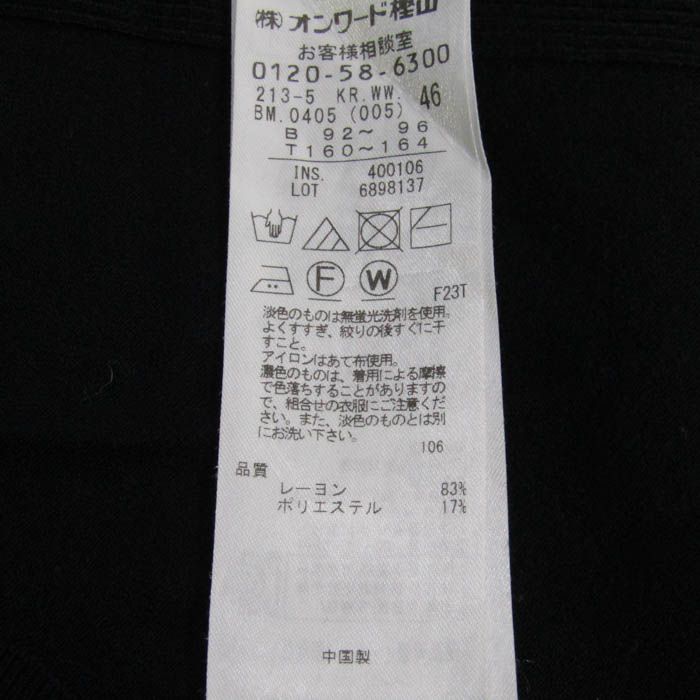 (株) オンワード樫山
お客様相談室
0120-58-6300
213-5 KR.WW. 46
BM.0405 (005)
B 92～ 96
T 160～164
INS. 400106
LOT 6898137
F W
F23T
淡色のものは無蛍光洗剤を使用。
よくすすぎ、絞りの後すぐに干
すこと。
アイロンはあて布使用。
濃色のものは、着用による摩擦
で色落ちすることがありますの
で、組合せの衣服にご注意くだ
さい。また、淡色のものとは別
にお洗い下さい。
106
品質
レーヨン 83%
ポリエステル 17%
中国製